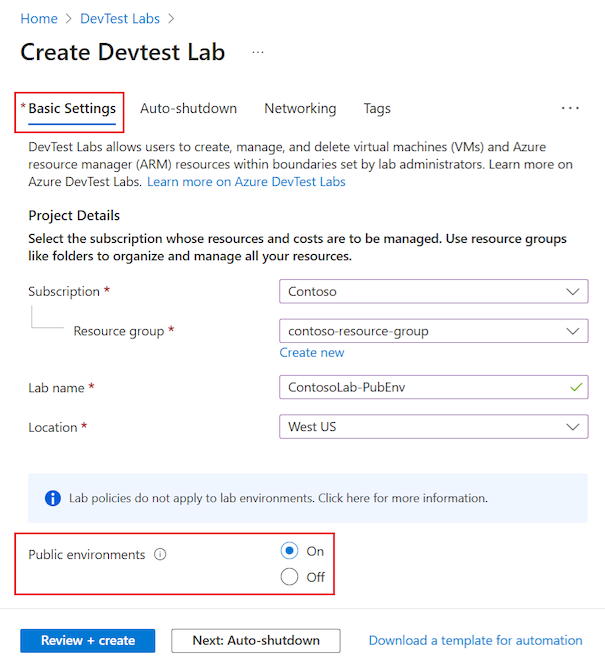 Home > DevTest Labs >
Create Devtest Lab ...
* Basic Settings Auto-shutdown Networking Tags ...
DevTest Labs allows users to create, manage, and delete virtual machines (VMs) and Azure
resource manager (ARM) resources within boundaries set by lab administrators. Learn more on
Azure DevTest Labs. Learn more on Azure DevTest Labs
Project Details
Select the subscription whose resources and costs are to be managed. Use resource groups
like folders to organize and manage all your resources.
Subscription * Contoso
Resource group * contoso-resource-group
Create new
Lab name * ContosoLab-PubEnv
Location * West US
Lab policies do not apply to lab environments. Click here for more information.
Public environments On
Off
Review + create Next: Auto-shutdown Download a template for automation